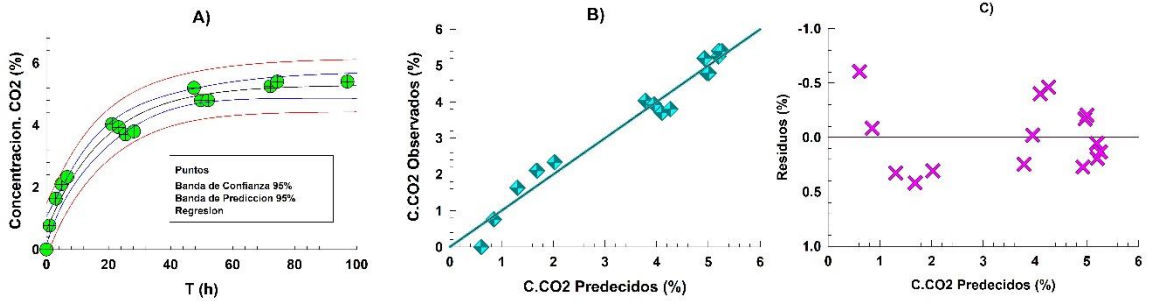 A)
Concentracion. CO2 (%)
6
4
2
0
Puntos
Banda de Confianza 95%
Banda de Prediccion 95%
Regresion
0 20 40 60 80 100
T (h)
B)
C.CO2 Observados (%)
6
5
4
3
2
1
0
0 1 2 3 4 5 6
C.CO2 Predecidos (%)
C)
Residuos (%)
-1.0
-0.5
0.0
0.5
1.0
0 1 2 3 4 5 6
C.CO2 Predecidos (%)